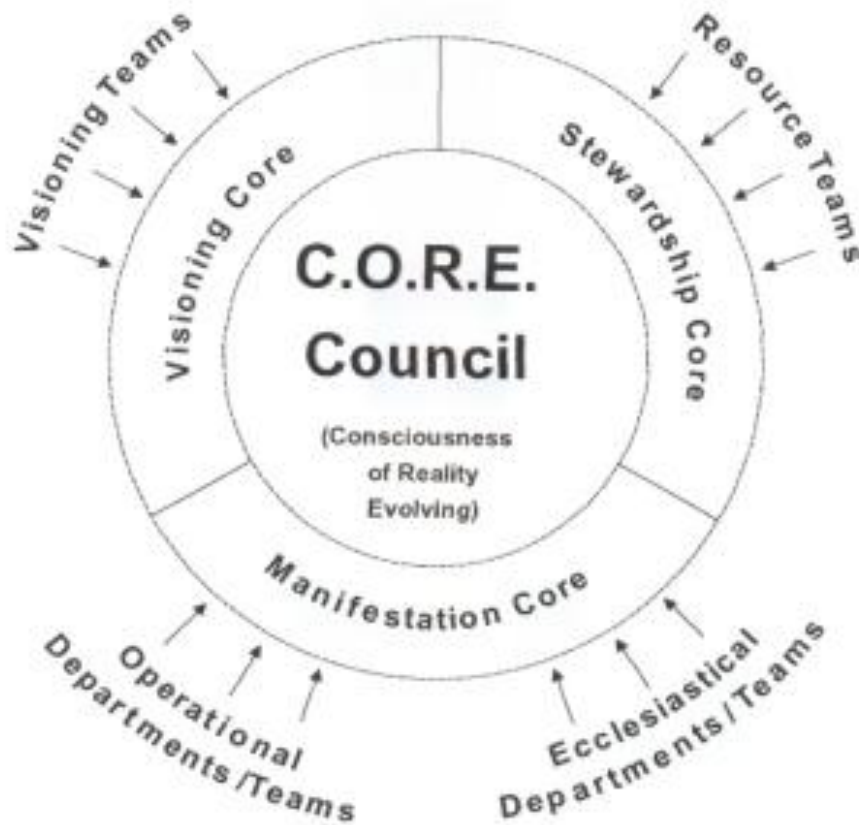 Visioning Teams
Resource Teams
Visioning Core
Stewardship Core
C.O.R.E.
Council
(Consciousness
of Reality
Evolving)
Manifestation Core
Operational
Departments/Teams
Ecclesiastical
Departments/Teams